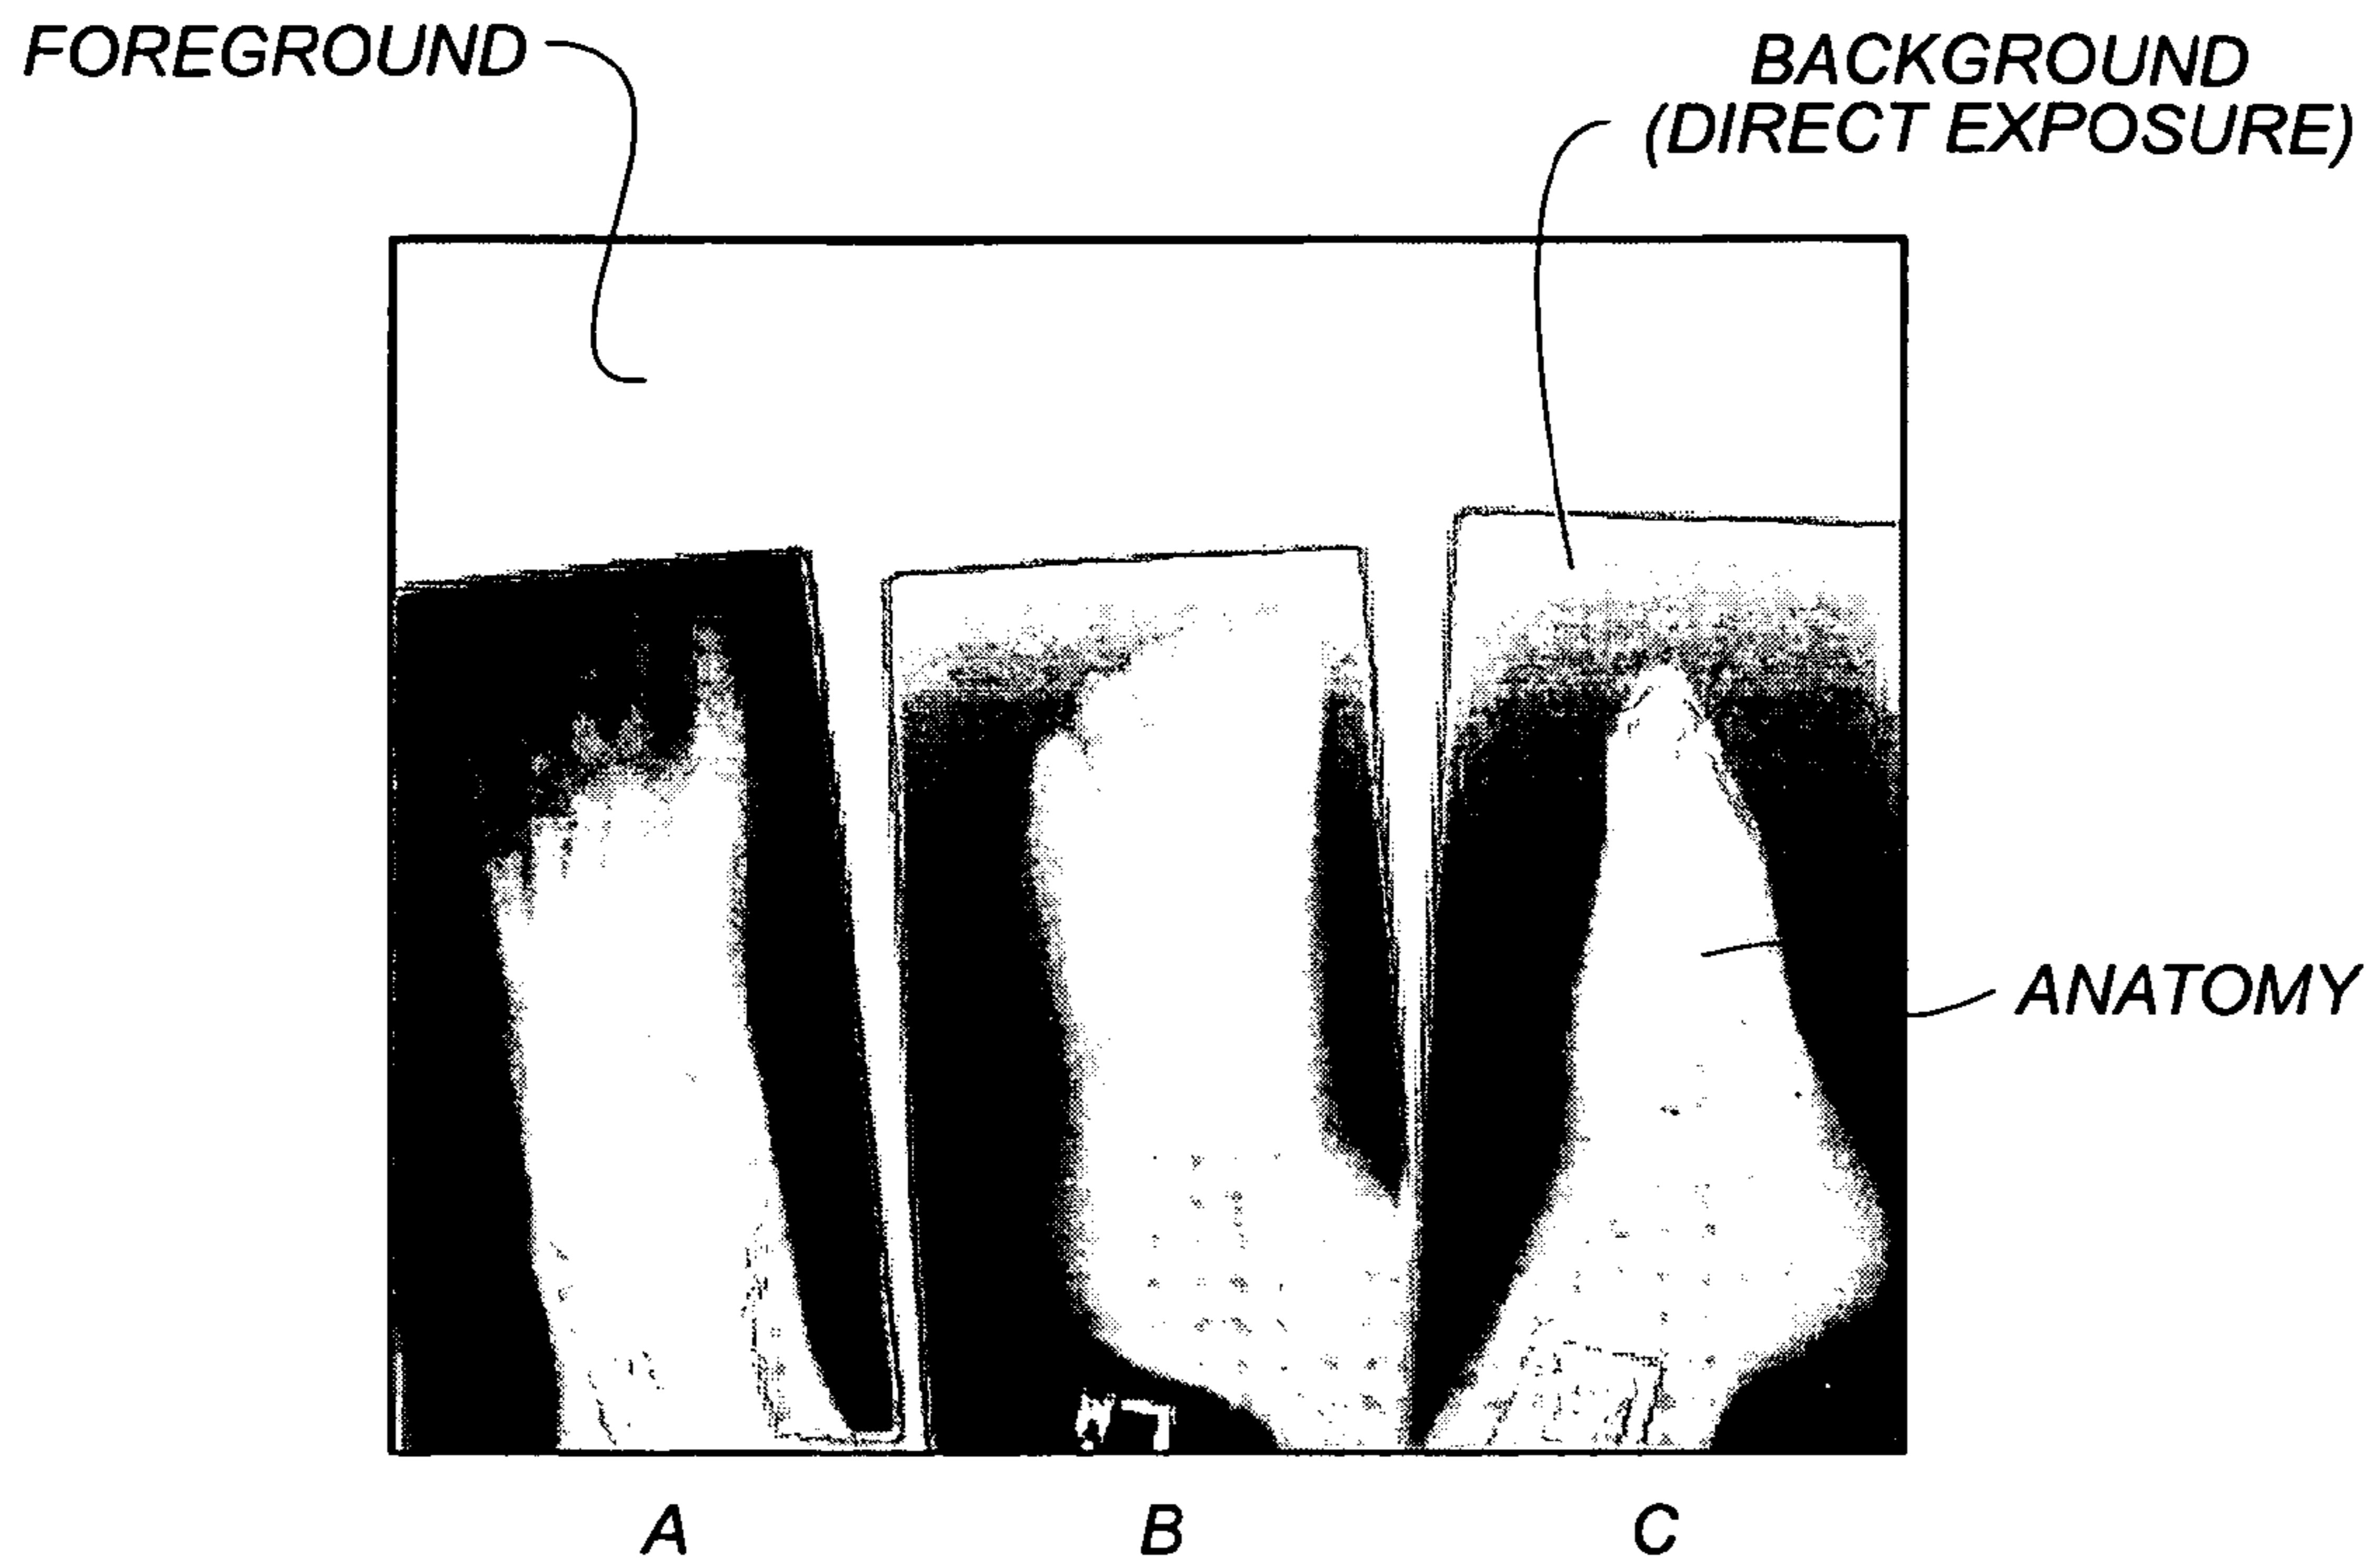 FOREGROUND
BACKGROUND
(DIRECT EXPOSURE)
ANATOMY
A
B
C